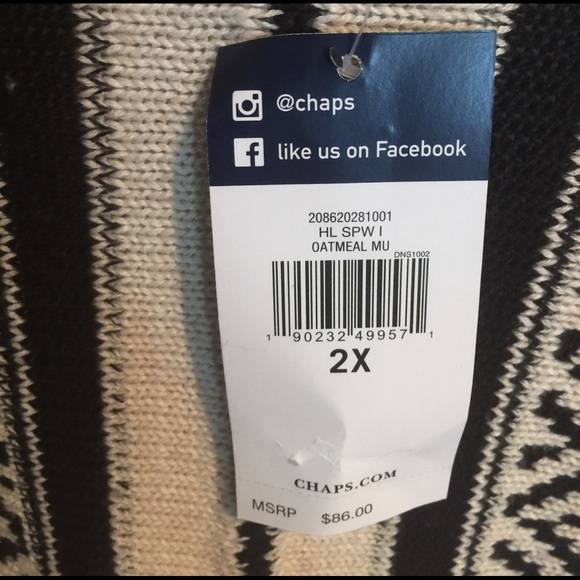 @chaps
like us on Facebook
208620281001
HL SPW I
OATMEAL MU
DNS1002
1 90232 49957 1
2X
CHAPS.COM
MSRP $86.00